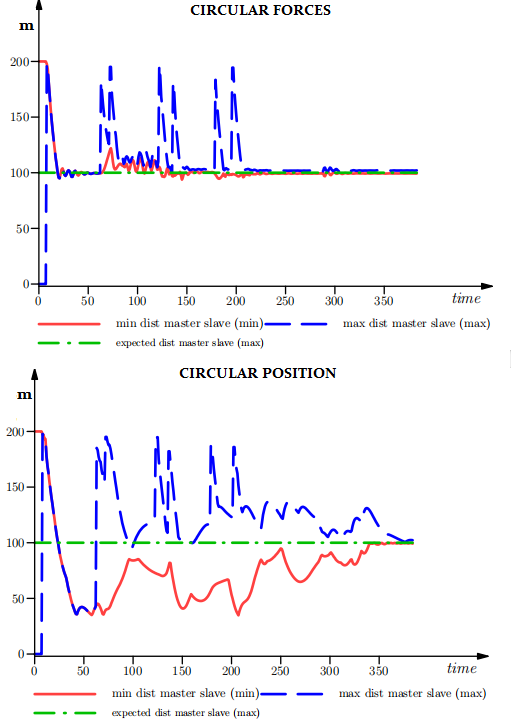 CIRCULAR FORCES
m
200
150
100
50
0
0 50 100 150 200 250 300 350
time
min dist master slave (min) max dist master slave (max)
expected dist master slave (max)
CIRCULAR POSITION
m
200
150
100
50
0
0 50 100 150 200 250 300 350
time
min dist master slave (min) max dist master slave (max)
expected dist master slave (max)